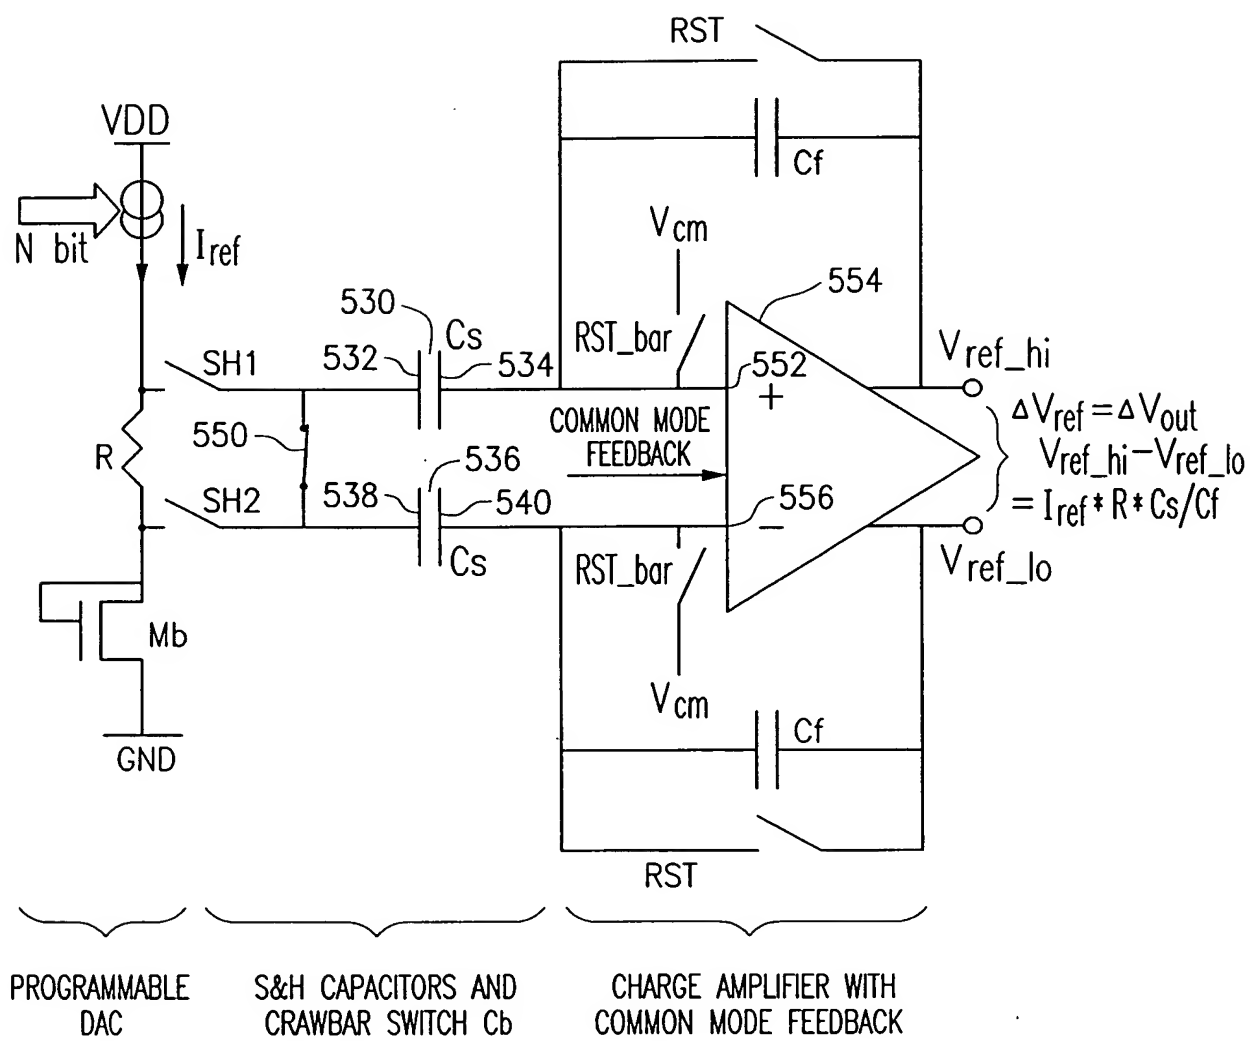 RST
VDD
Cf
N bit
Iref
Vcm
554
530
Cs
RST_bar
Vref_hi
SH1
532
534
552
+
550
R
COMMON MODE
FEEDBACK
ΔVref=ΔVout
Vref_hi-Vref_lo
=Iref*R*Cs/Cf
536
SH2
538
540
556
−
Cs
RST_bar
Vref_lo
Mb
Vcm
Cf
GND
RST
PROGRAMMABLE
DAC
S&H CAPACITORS AND
CRAWBAR SWITCH Cb
CHARGE AMPLIFIER WITH
COMMON MODE FEEDBACK